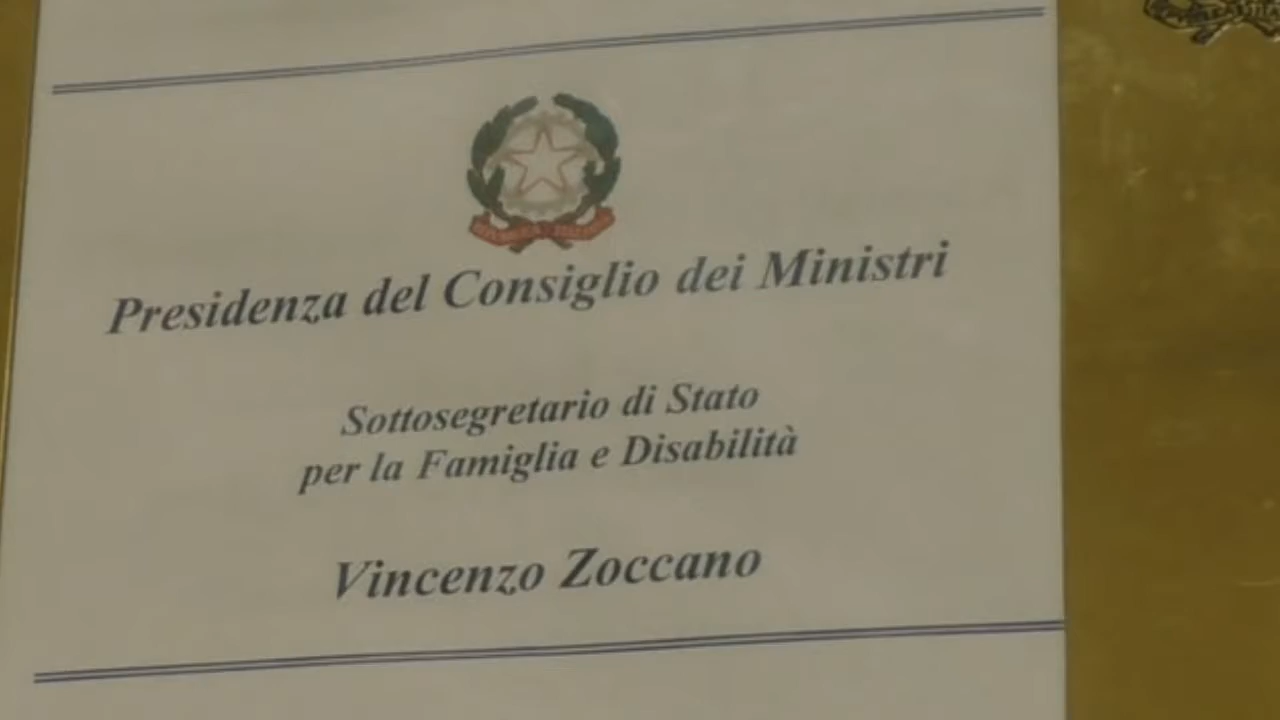 Presidenza del Consiglio dei Ministri
Sottosegretario di Stato
per la Famiglia e Disabilità
Vincenzo Zoccano